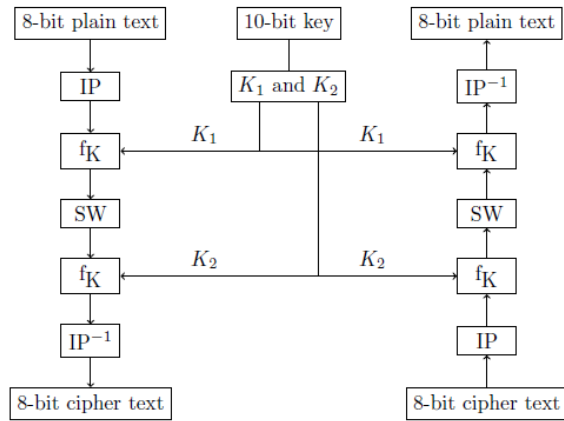 8-bit plain text
10-bit key
8-bit plain text
IP
K₁ and K₂
IP⁻¹
f_K
K₁
K₁
f_K
SW
SW
f_K
K₂
K₂
f_K
IP⁻¹
IP
8-bit cipher text
8-bit cipher text